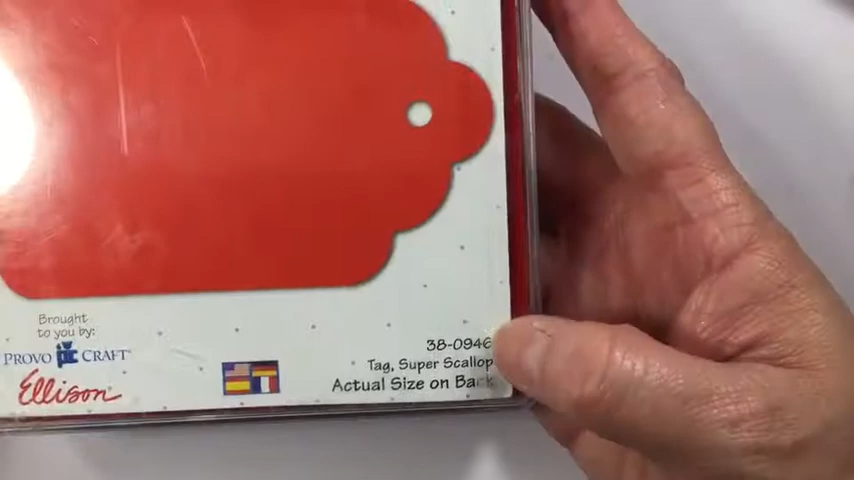 Brought
to you by:
PROVO CRAFT
Ellison
38-0946
Tag, Super Scallop
Actual Size on Back